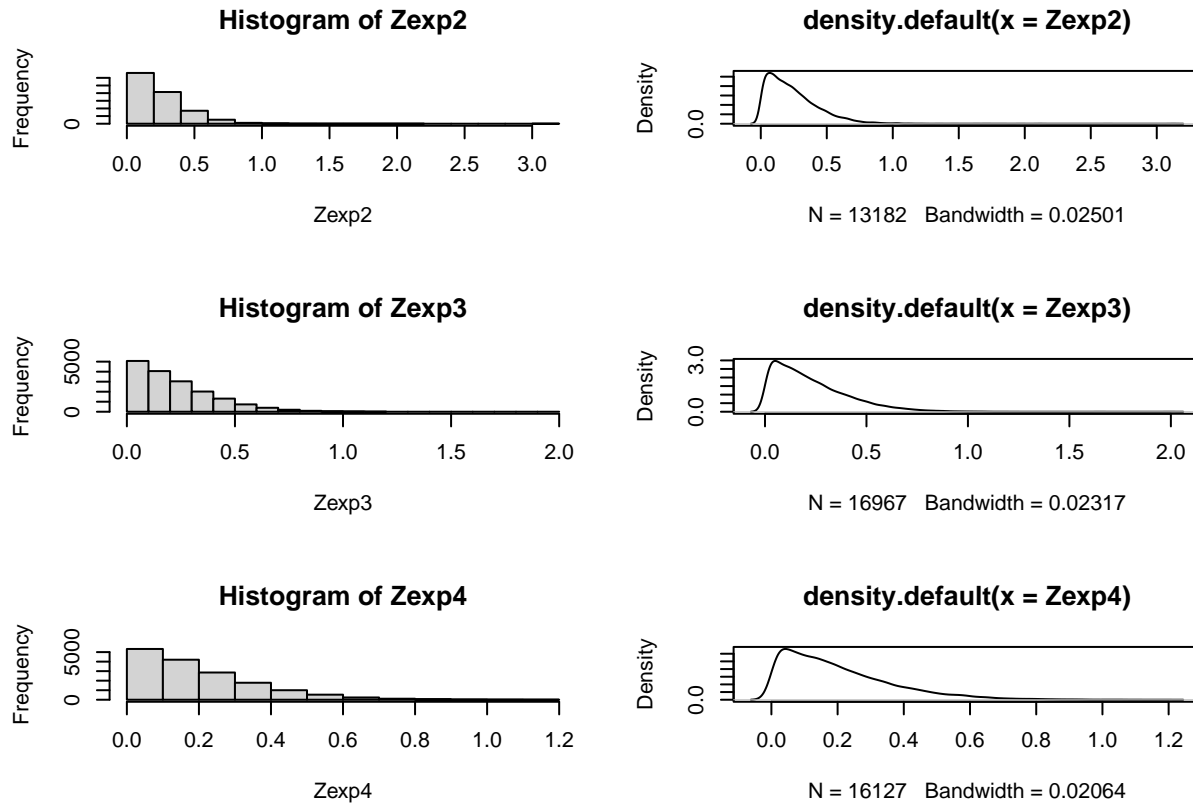 Histogram of Zexp2
Frequency
0
0.0 0.5 1.0 1.5 2.0 2.5 3.0
Zexp2
density.default(x = Zexp2)
Density
0.0
0.0 0.5 1.0 1.5 2.0 2.5 3.0
N = 13182 Bandwidth = 0.02501
Histogram of Zexp3
Frequency
5000
0
0.0 0.5 1.0 1.5 2.0
Zexp3
density.default(x = Zexp3)
Density
3.0
0.0
0.0 0.5 1.0 1.5 2.0
N = 16967 Bandwidth = 0.02317
Histogram of Zexp4
Frequency
5000
0
0.0 0.2 0.4 0.6 0.8 1.0 1.2
Zexp4
density.default(x = Zexp4)
Density
0.0
0.0 0.2 0.4 0.6 0.8 1.0 1.2
N = 16127 Bandwidth = 0.02064